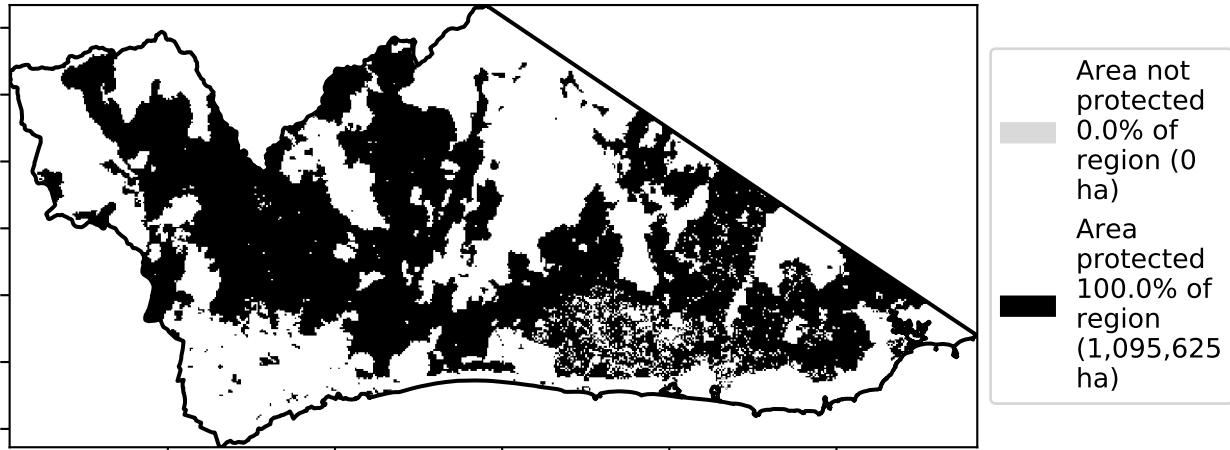 Area not
protected
0.0% of
region (0
ha)
Area
protected
100.0% of
region
(1,095,625
ha)